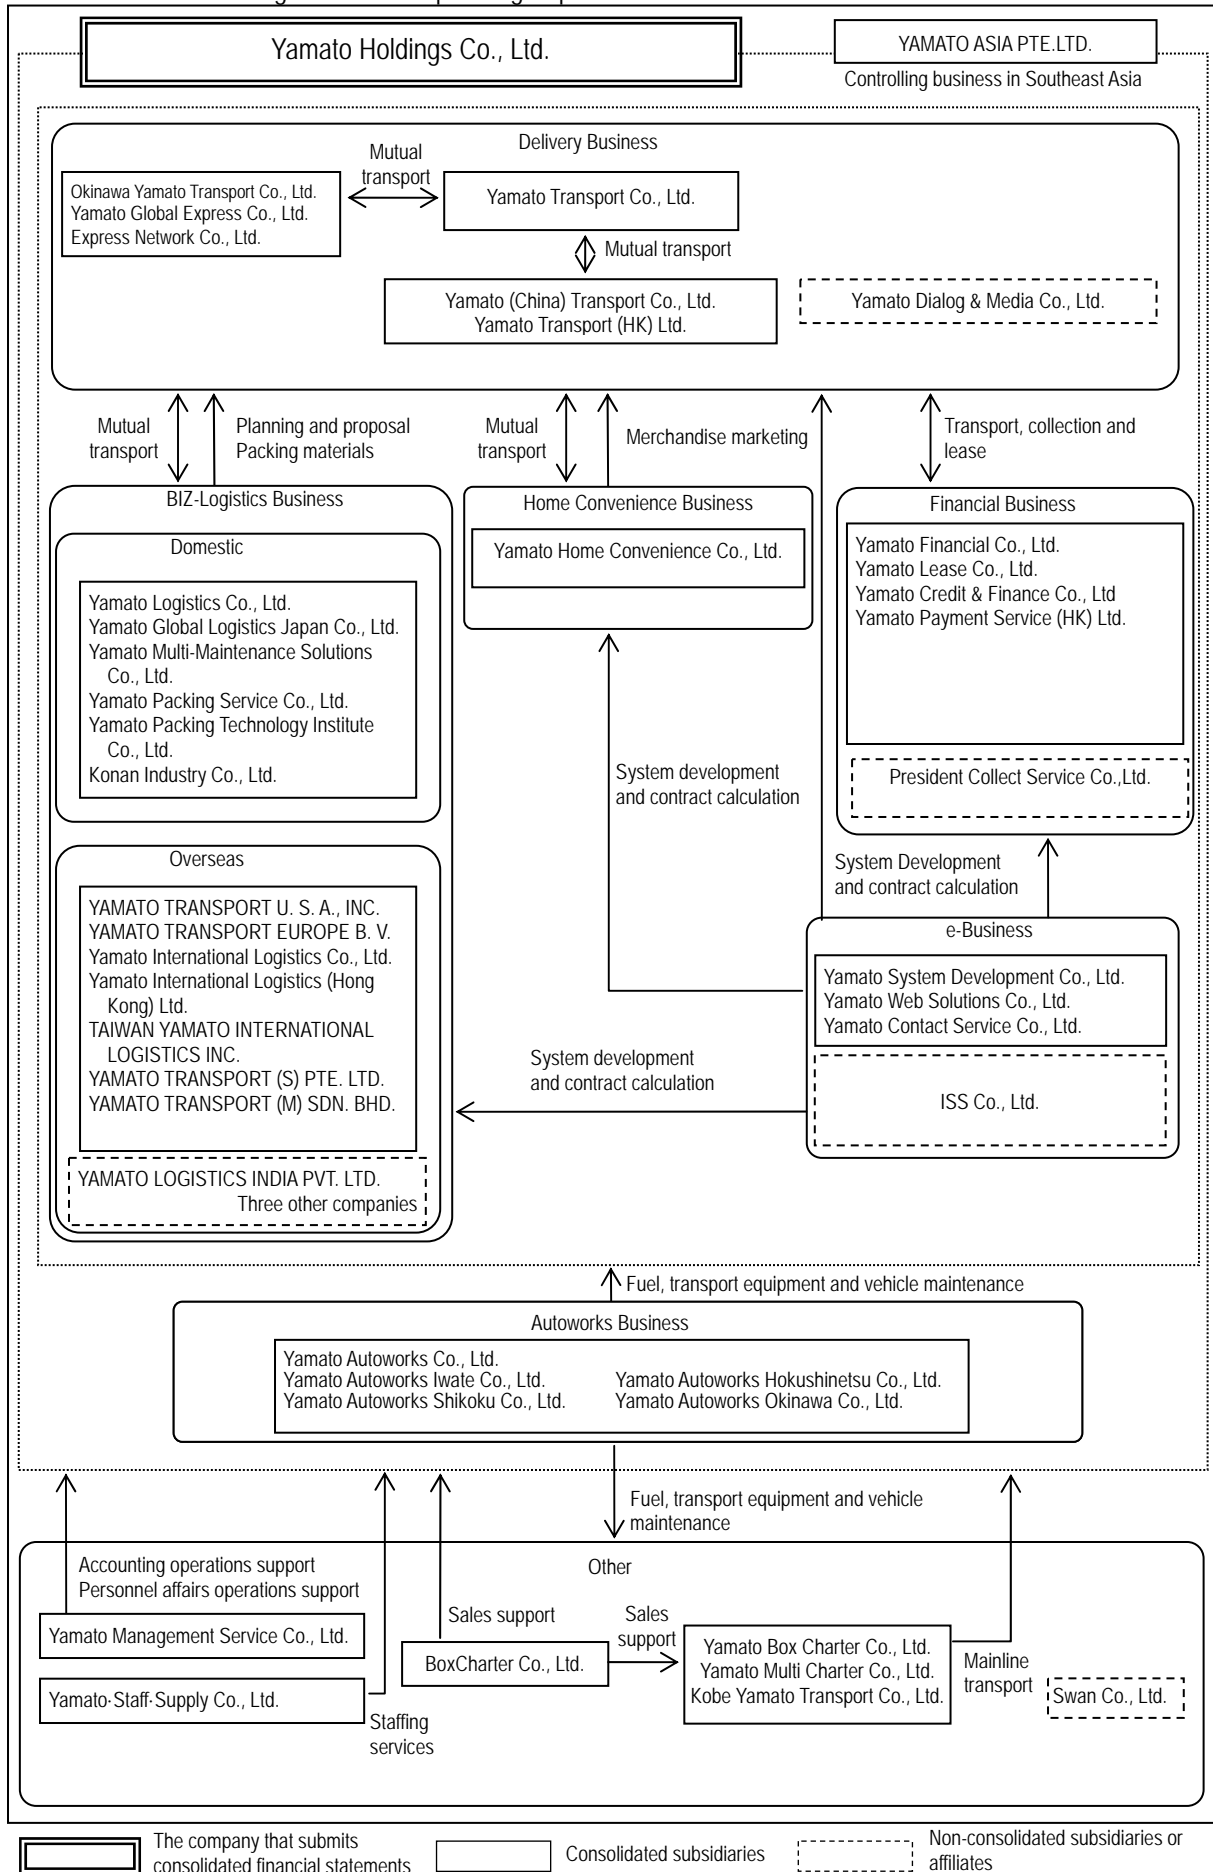 Yamato Holdings Co., Ltd.
YAMATO ASIA PTE.LTD.
Controlling business in Southeast Asia
Delivery Business
Mutual
transport
Okinawa Yamato Transport Co., Ltd.
Yamato Global Express Co., Ltd.
Express Network Co., Ltd.
Yamato Transport Co., Ltd.
Mutual transport
Yamato (China) Transport Co., Ltd.
Yamato Transport (HK) Ltd.
Yamato Dialog & Media Co., Ltd.
Mutual
transport
Planning and proposal
Packing materials
Mutual
transport
Merchandise marketing
Transport, collection and
lease
BIZ-Logistics Business
Domestic
Yamato Logistics Co., Ltd.
Yamato Global Logistics Japan Co., Ltd.
Yamato Multi-Maintenance Solutions
Co., Ltd.
Yamato Packing Service Co., Ltd.
Yamato Packing Technology Institute
Co., Ltd.
Konan Industry Co., Ltd.
Overseas
YAMATO TRANSPORT U. S. A., INC.
YAMATO TRANSPORT EUROPE B. V.
Yamato International Logistics Co., Ltd.
Yamato International Logistics (Hong
Kong) Ltd.
TAIWAN YAMATO INTERNATIONAL
LOGISTICS INC.
YAMATO TRANSPORT (S) PTE. LTD.
YAMATO TRANSPORT (M) SDN. BHD.
YAMATO LOGISTICS INDIA PVT. LTD.
Three other companies
Home Convenience Business
Yamato Home Convenience Co., Ltd.
System development
and contract calculation
System development
and contract calculation
Financial Business
Yamato Financial Co., Ltd.
Yamato Lease Co., Ltd.
Yamato Credit & Finance Co., Ltd
Yamato Payment Service (HK) Ltd.
President Collect Service Co.,Ltd.
System Development
and contract calculation
e-Business
Yamato System Development Co., Ltd.
Yamato Web Solutions Co., Ltd.
Yamato Contact Service Co., Ltd.
ISS Co., Ltd.
Fuel, transport equipment and vehicle maintenance
Autoworks Business
Yamato Autoworks Co., Ltd.
Yamato Autoworks Iwate Co., Ltd. Yamato Autoworks Hokushinetsu Co., Ltd.
Yamato Autoworks Shikoku Co., Ltd. Yamato Autoworks Okinawa Co., Ltd.
Fuel, transport equipment and vehicle
maintenance
Other
Accounting operations support
Personnel affairs operations support
Yamato Management Service Co., Ltd.
Yamato·Staff·Supply Co., Ltd.
Staffing
services
Sales support
BoxCharter Co., Ltd.
Sales
support
Yamato Box Charter Co., Ltd.
Yamato Multi Charter Co., Ltd.
Kobe Yamato Transport Co., Ltd.
Mainline
transport
Swan Co., Ltd.
The company that submits
consolidated financial statements
Consolidated subsidiaries
Non-consolidated subsidiaries or
affiliates